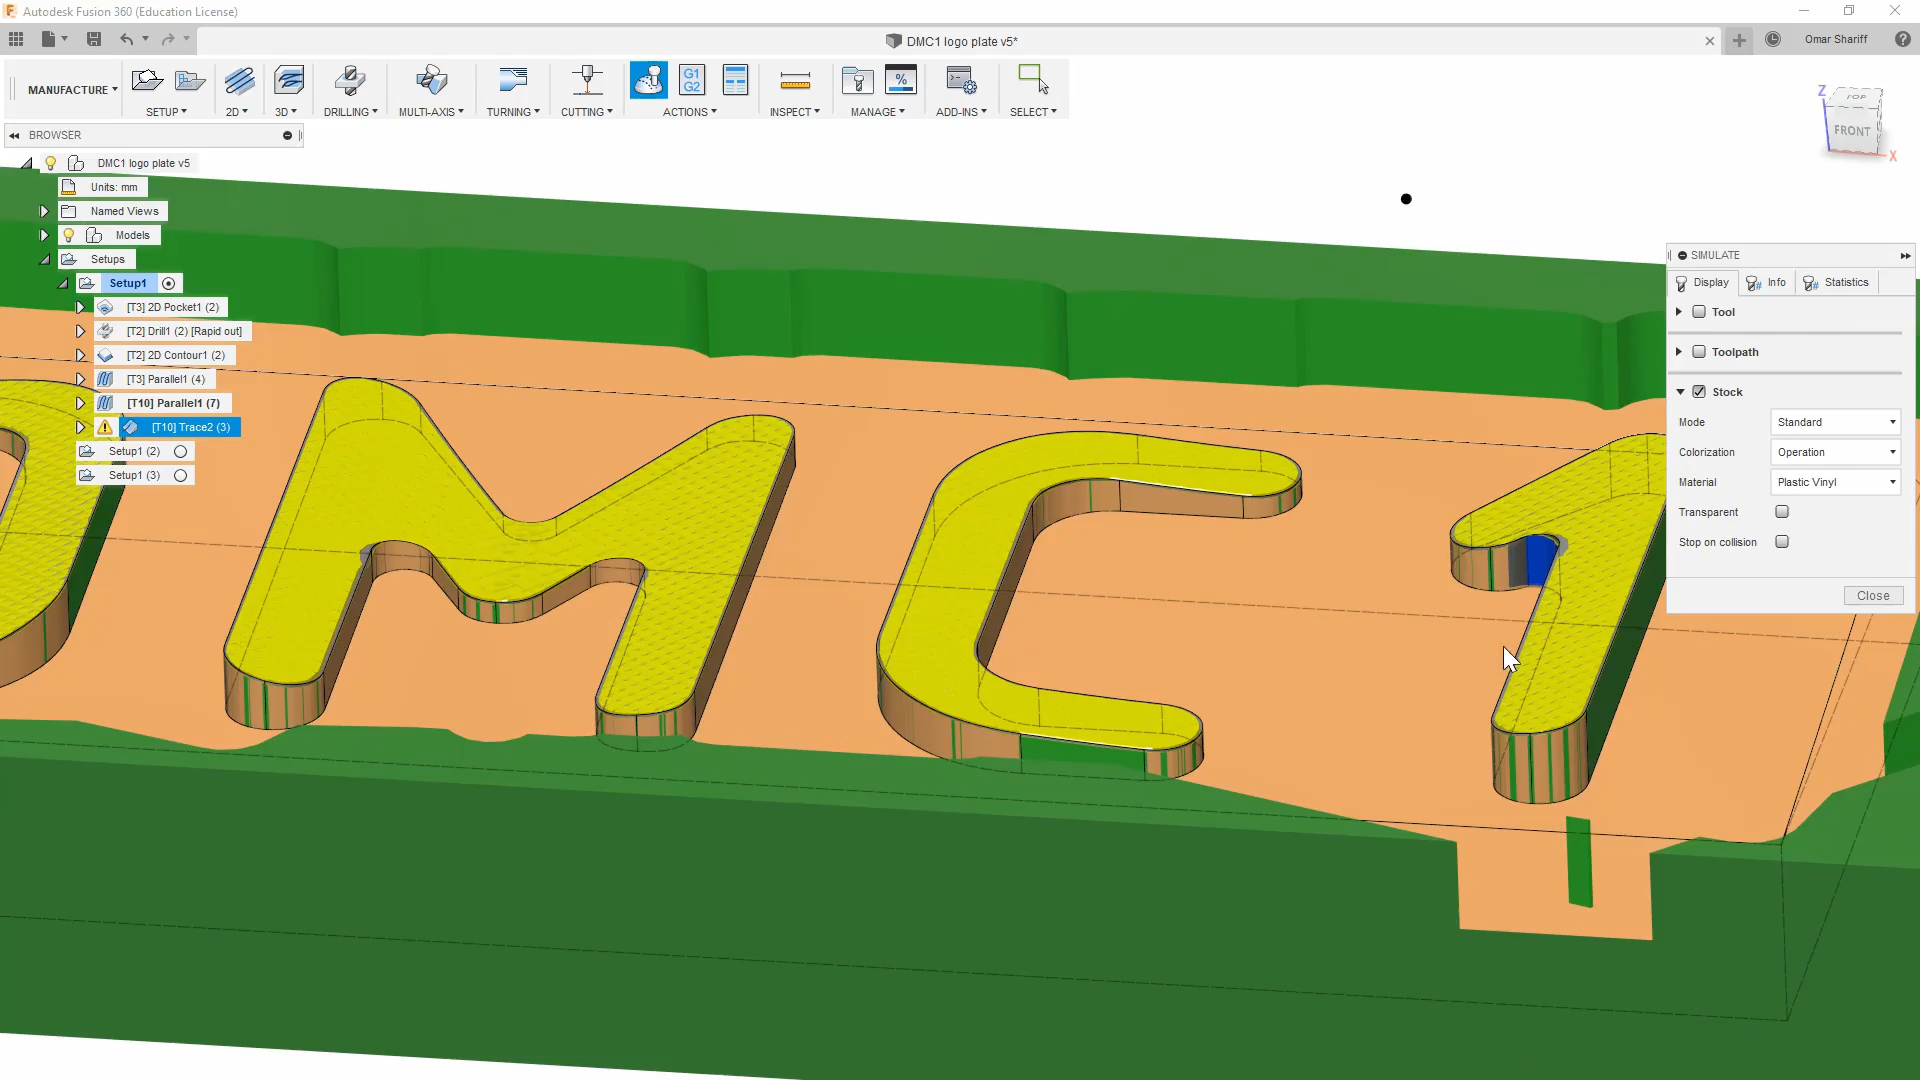 Autodesk Fusion 360 (Education License)
DMC1 logo plate v5*
Omar Shariff
MANUFACTURE
G1
G2
%
SETUP
2D
3D
DRILLING
MULTI-AXIS
TURNING
CUTTING
ACTIONS
INSPECT
MANAGE
ADD-INS
SELECT
BROWSER
DMC1 logo plate v5
Units: mm
Named Views
Models
Setups
Setup1
[T3] 2D Pocket1 (2)
[T2] Drill1 (2) [Rapid out]
[T2] 2D Contour1 (2)
[T3] Parallel1 (4)
[T10] Parallel1 (7)
[T10] Trace2 (3)
Setup1 (2)
Setup1 (3)
Z
TOP
FRONT
X
SIMULATE
Display
Info
Statistics
Tool
Toolpath
Stock
Mode Standard
Colorization Operation
Material Plastic Vinyl
Transparent
Stop on collision
Close
MC1